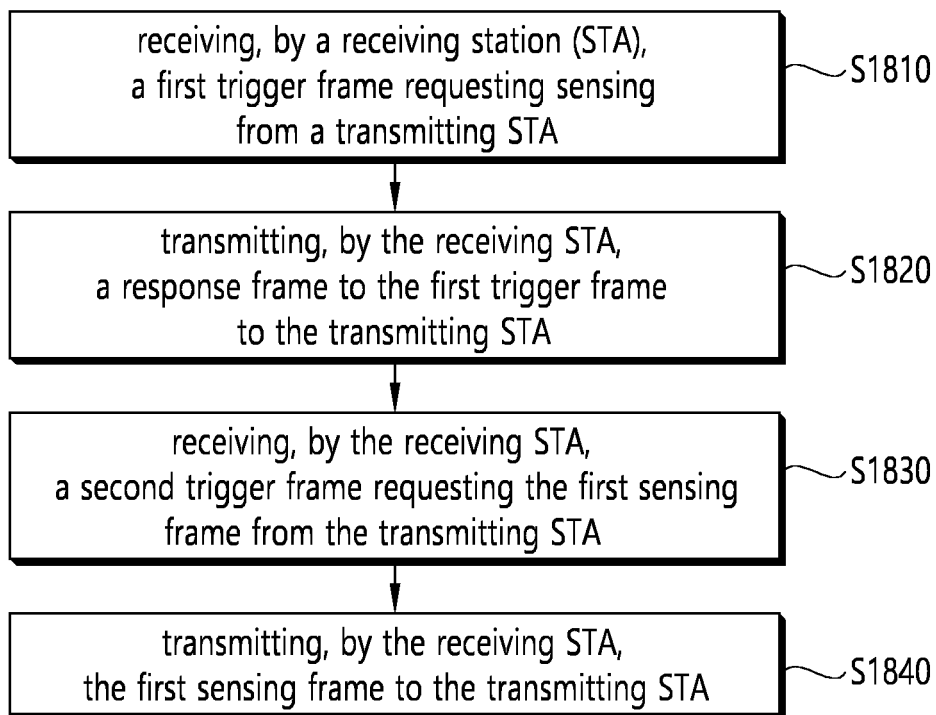 receiving, by a receiving station (STA),
a first trigger frame requesting sensing
from a transmitting STA
S1810
transmitting, by the receiving STA,
a response frame to the first trigger frame
to the transmitting STA
S1820
receiving, by the receiving STA,
a second trigger frame requesting the first sensing
frame from the transmitting STA
S1830
transmitting, by the receiving STA,
the first sensing frame to the transmitting STA
S1840